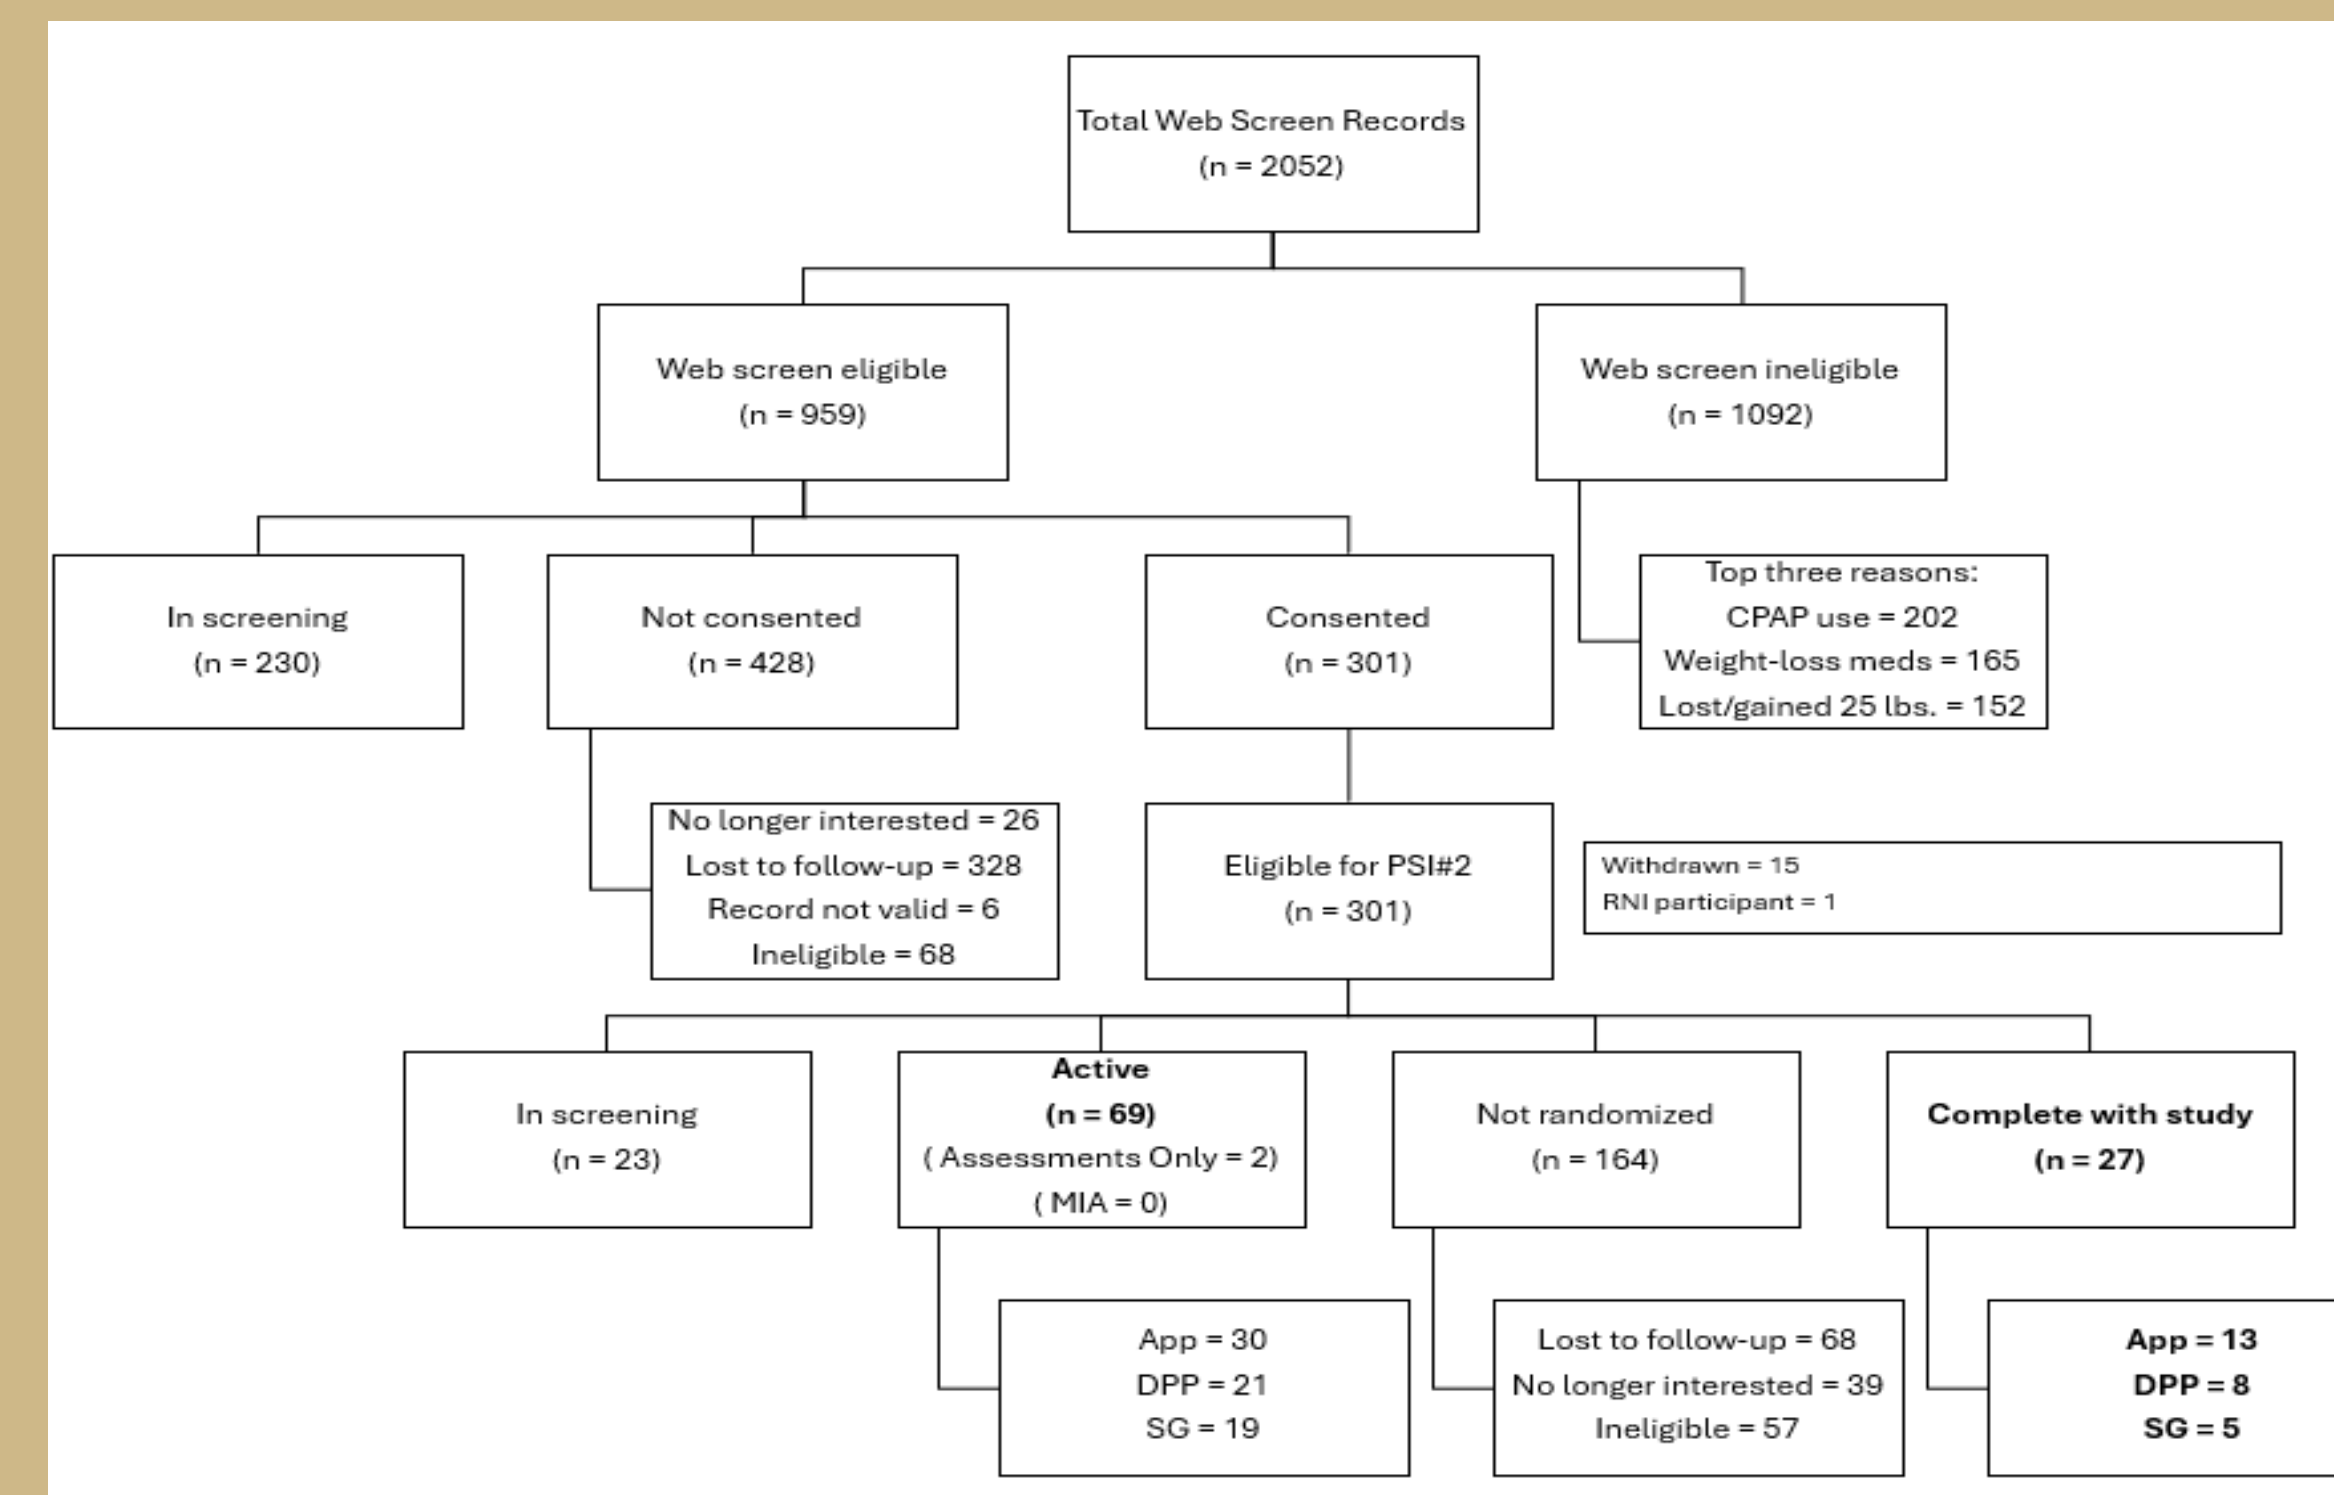 Total Web Screen Records
(n = 2052)
Web screen eligible
(n = 959)
Web screen ineligible
(n = 1092)
In screening
(n = 230)
Not consented
(n = 428)
Consented
(n = 301)
Top three reasons:
CPAP use = 202
Weight-loss meds = 165
Lost/gained 25 lbs. = 152
No longer interested = 26
Lost to follow-up = 328
Record not valid = 6
Ineligible = 68
Eligible for PSI#2
(n = 301)
Withdrawn = 15
RNI participant = 1
In screening
(n = 23)
Active
(n = 69)
( Assessments Only = 2)
( MIA = 0)
Not randomized
(n = 164)
Complete with study
(n = 27)
App = 30
DPP = 21
SG = 19
Lost to follow-up = 68
No longer interested = 39
Ineligible = 57
App = 13
DPP = 8
SG = 5